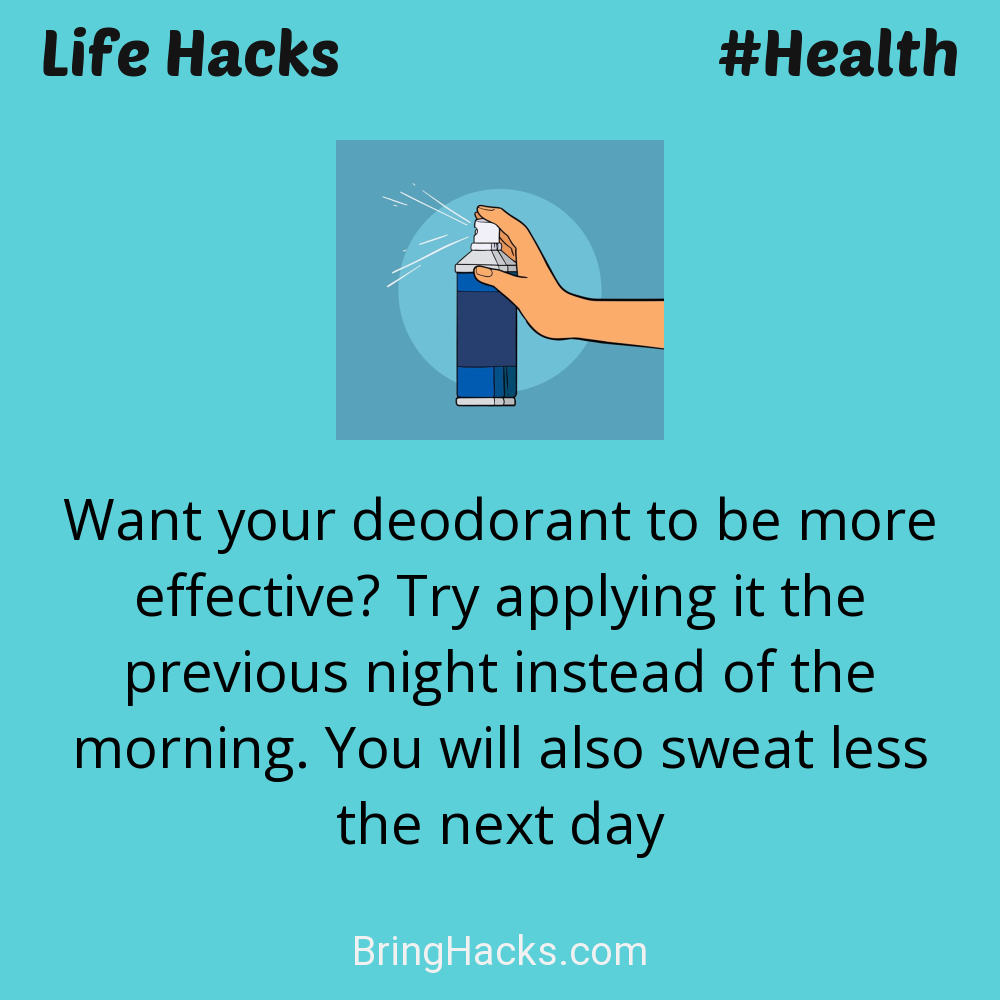 Life Hacks
#Health
Want your deodorant to be more
effective? Try applying it the
previous night instead of the
morning. You will also sweat less
the next day
BringHacks.com